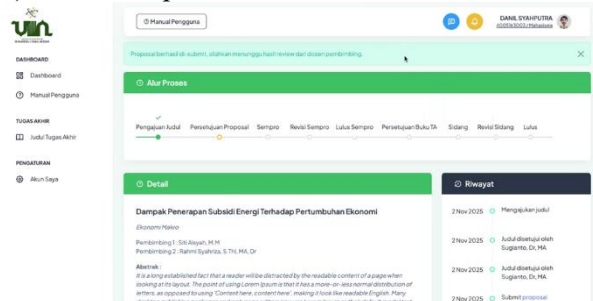 Manual Pengguna
DANIL SYAHPUTRA
Mahasiswa
UIN
DASHBOARD
Dashboard
Manual Pengguna
TUGAS AKHIR
Judul Tugas Akhir
PENGATURAN
Akun Saya
Proposal berhasil di-submit, silahkan menunggu hasil review dari dosen pembimbing.
Alur Proses
Pengajuan Judul Persetujuan Proposal Sempro Revisi Sempro Lulus Sempro Persetujuan Buku TA Sidang Revisi Sidang Lulus
Detail
Dampak Penerapan Subsidi Energi Terhadap Pertumbuhan Ekonomi
Ekonomi Makro
Pembimbing 1 : Siti Aisyah, M.M
Pembimbing 2 : Rahmi Syahriza, S.Thl, MA, Dr
Abstrak :
It is a long established fact that a reader will be distracted by the readable content of a page when
looking at its layout. The point of using Lorem Ipsum is that it has a more-or-less normal distribution of
letters, as opposed to using 'Content here, content here', making it look like readable English. Many
Riwayat
2 Nov 2025 Mengajukan judul
2 Nov 2025 Judul disetujui oleh
Sugianto, Dr, MA
2 Nov 2025 Judul disetujui oleh
Sugianto, Dr, MA
2 Nov 2025 Submit proposal